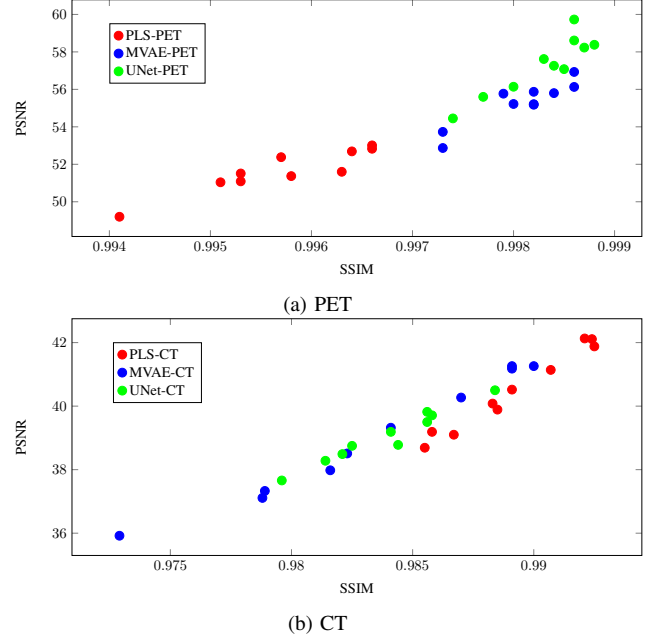 60
58
56
54
52
50
PSNR
PLS-PET
MVAE-PET
UNet-PET
0.994 0.995 0.996 0.997 0.998 0.999
SSIM
(a) PET
42
40
38
36
PSNR
PLS-CT
MVAE-CT
UNet-CT
0.975 0.98 0.985 0.99
SSIM
(b) CT